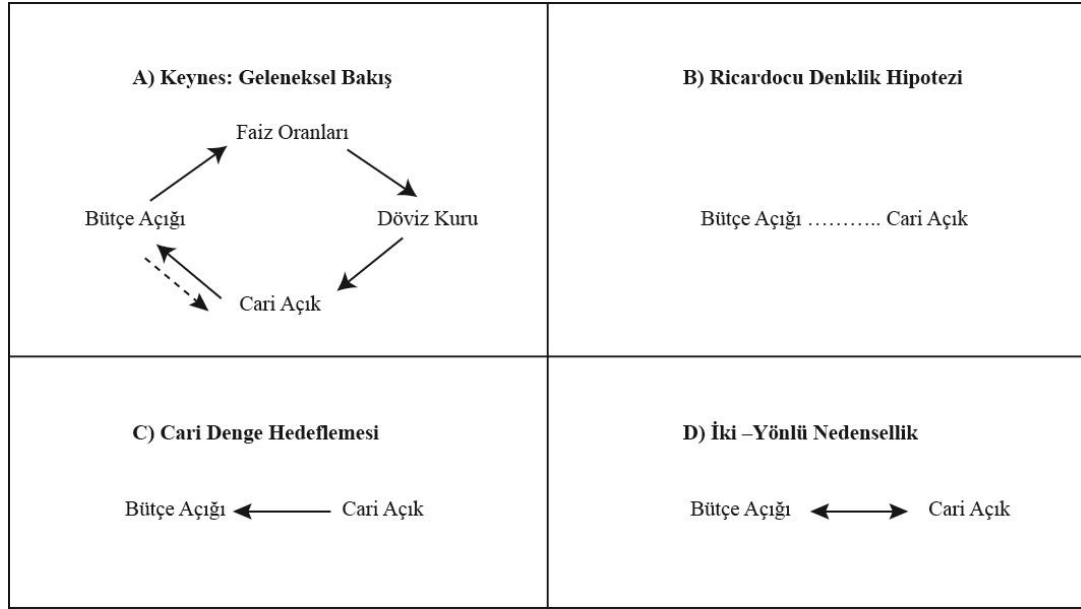 A) Keynes: Geleneksel Bakış
Faiz Oranları
Bütçe Açığı
Döviz Kuru
Cari Açık
B) Ricardocu Denklik Hipotezi
Bütçe Açığı ……….. Cari Açık
C) Cari Denge Hedeflemesi
Bütçe Açığı
Cari Açık
D) İki –Yönlü Nedensellik
Bütçe Açığı
Cari Açık